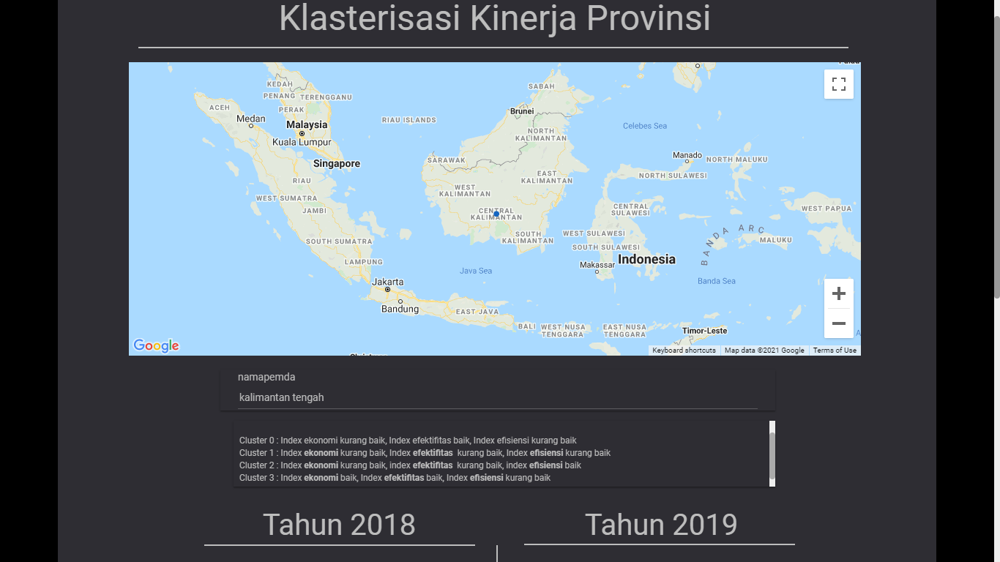 Klasterisasi Kinerja Provinsi
KEDAH
PENANG
TERENGGANU
ACEH
PERAK
Medan
Malaysia
Kuala Lumpur
Singapore
RIAU ISLANDS
SABAH
Brunei
NORTH
KALIMANTAN
SARAWAK
EAST
KALIMANTAN
WEST
KALIMANTAN
CENTRAL
KALIMANTAN
SOUTH
KALIMANTAN
Celebes Sea
Manado
NORTH MALUKU
NORTH SULAWESI
RIAU
WEST SUMATRA
JAMBI
SOUTH SUMATRA
LAMPUNG
CENTRAL
SULAWESI
WEST PAPUA
WEST SULAWESI
SOUTH SULAWESI
BANDA ARC
MALUKU
Makassar
Indonesia
Java Sea
Banda Sea
Jakarta
Bandung
EAST JAVA
BALI
WEST NUSA
TENGGARA
EAST NUSA
TENGGARA
Timor-Leste
Google
Keyboard shortcuts
Map data ©2021 Google
Terms of Use
namapemda
kalimantan tengah
Cluster 0 : Index ekonomi kurang baik, Index efektifitas baik, Index efisiensi kurang baik
Cluster 1 : Index ekonomi kurang baik, Index efektifitas kurang baik, Index efisiensi kurang baik
Cluster 2 : Index ekonomi kurang baik, index efektifitas kurang baik, index efisiensi baik
Cluster 3 : Index ekonomi baik, Index efektifitas baik, Index efisiensi kurang baik
Tahun 2018
Tahun 2019